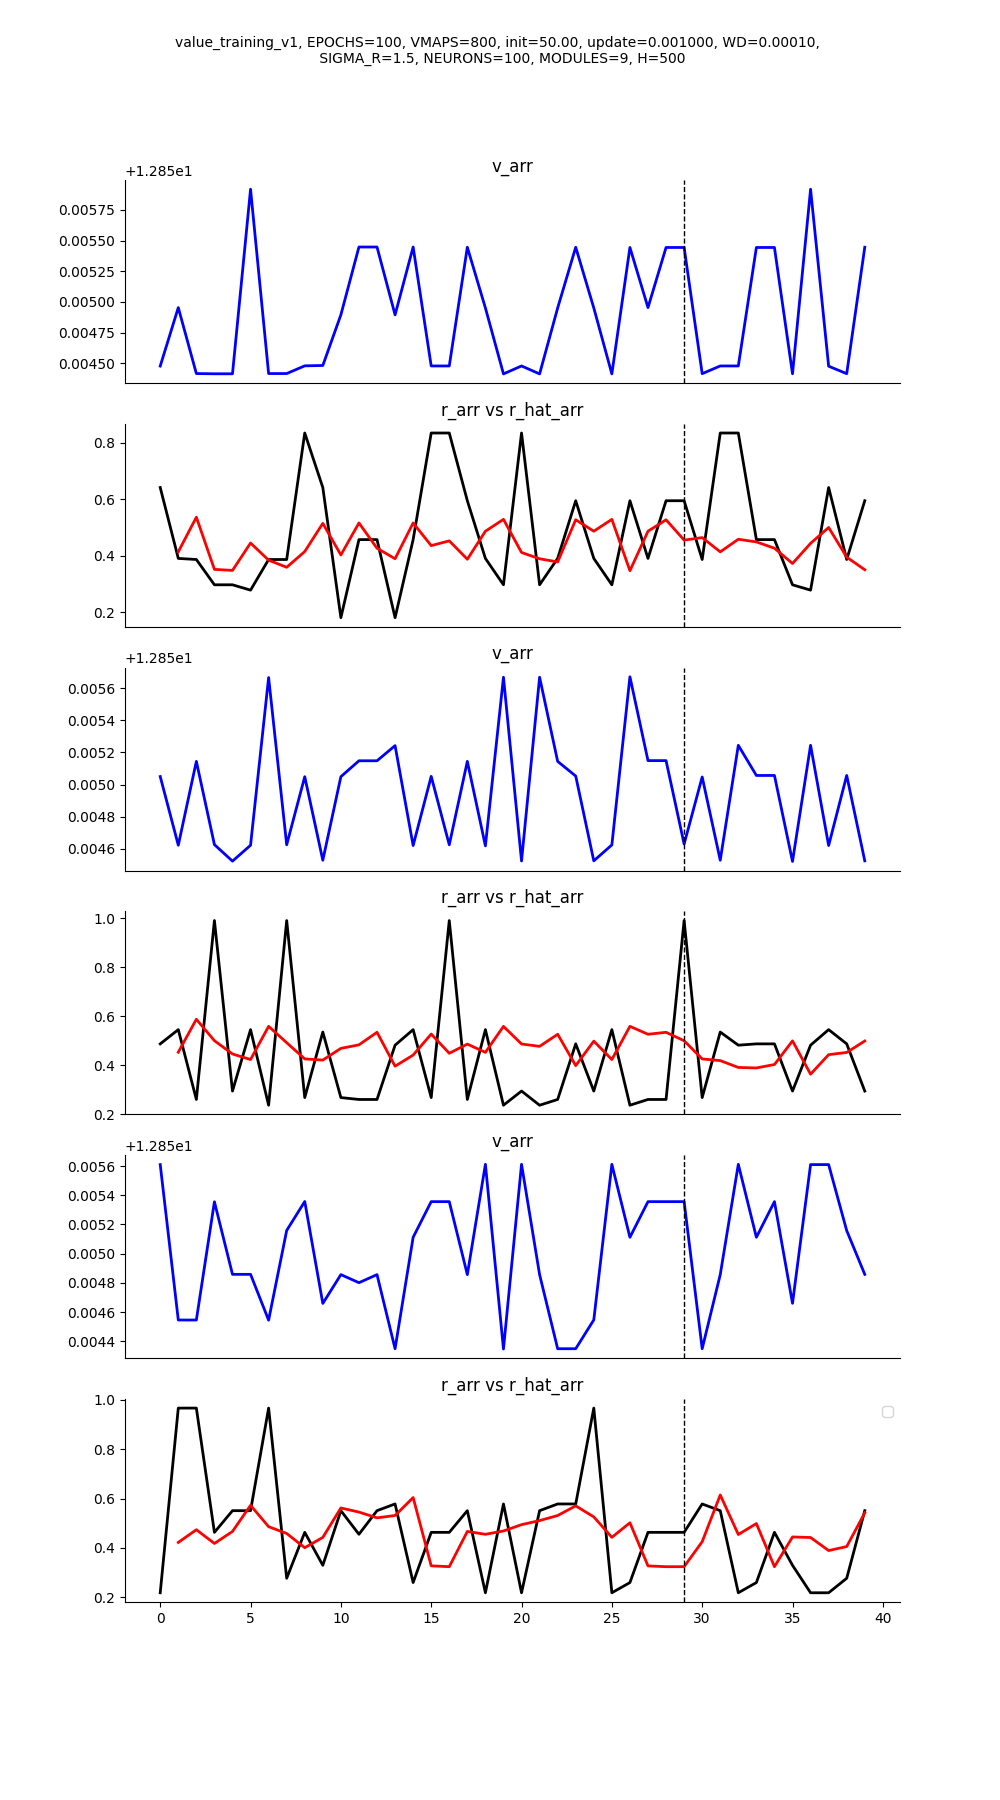 value_training_v1, EPOCHS=100, VMAPS=800, init=50.00, update=0.001000, WD=0.00010,
SIGMA_R=1.5, NEURONS=100, MODULES=9, H=500
v_arr
+1.285e1
0.00575
0.00550
0.00525
0.00500
0.00475
0.00450
r_arr vs r_hat_arr
0.8
0.6
0.4
0.2
v_arr
+1.285e1
0.0056
0.0054
0.0052
0.0050
0.0048
0.0046
r_arr vs r_hat_arr
1.0
0.8
0.6
0.4
0.2
v_arr
+1.285e1
0.0056
0.0054
0.0052
0.0050
0.0048
0.0046
0.0044
r_arr vs r_hat_arr
1.0
0.8
0.6
0.4
0.2
0 5 10 15 20 25 30 35 40